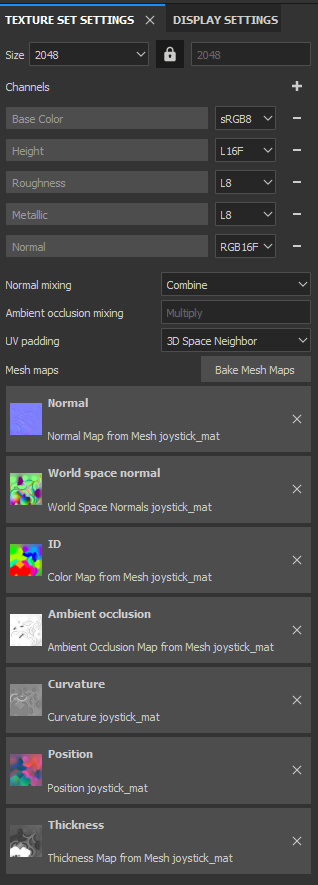 TEXTURE SET SETTINGS × DISPLAY SETTINGS
Size 2048 2048
Channels +
Base Color sRGB8 −
Height L16F −
Roughness L8 −
Metallic L8 −
Normal RGB16F −
Normal mixing Combine
Ambient occlusion mixing Multiply
UV padding 3D Space Neighbor
Mesh maps Bake Mesh Maps
Normal
Normal Map from Mesh joystick_mat
World space normal
World Space Normals joystick_mat
ID
Color Map from Mesh joystick_mat
Ambient occlusion
Ambient Occlusion Map from Mesh joystick_mat
Curvature
Curvature joystick_mat
Position
Position joystick_mat
Thickness
Thickness Map from Mesh joystick_mat